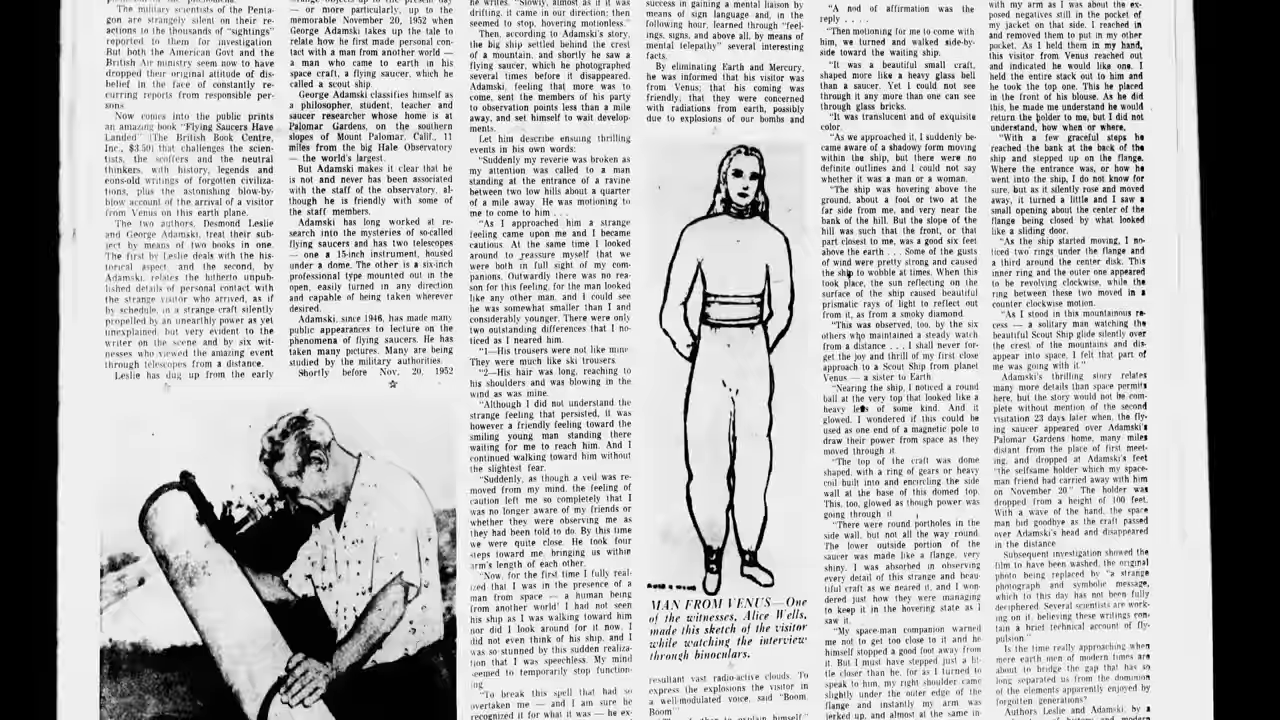 The military scientists of the Penta-
gon are strangely silent on their re-
actions to the thousands of "sightings"
reported to them for investigation
But both the American Govt and the
British Air ministry seem now to have
dropped their original attitude of dis-
belief in the face of constantly re-
curring reports from responsible per-
sons
Now comes into the public prints
an amazing book "Flying Saucers Have
Landed" (The British Book Centre,
Inc., $3.50) that challenges the scien-
tists, the scoffers and the neutral
thinkers, with history, legends and
eons-old writings of forgotten civiliza-
tions, plus the astonishing blow-by-
blow account of the arrival of a visitor
from Venus on this earth plane.
The two authors, Desmond Leslie
and George Adamski, treat their sub-
ject by means of two books in one.
The first by Leslie deals with the his-
torical aspect, and the second, by
Adamski, relates the hitherto unpub-
lished details of personal contact with
the strange visitor who arrived, as if
by schedule, in a strange craft silently
propelled by an unearthly power as yet
unexplained, but very evident to the
writer on the scene and by six wit-
nesses who viewed the amazing event
through telescopes from a distance.
Leslie has dug up from the early
— or more particularly, up to the
memorable November 20, 1952 when
George Adamski takes up the tale to
relate how he first made personal con-
tact with a man from another world —
a man who came to earth in his
space craft, a flying saucer, which he
called a scout ship.
George Adamski classifies himself as
a philosopher, student, teacher and
saucer researcher whose home is at
Palomar Gardens, on the southern
slopes of Mount Palomar, Calif., 11
miles from the big Hale Observatory
— the world's largest.
But Adamski makes it clear that he
is not and never has been associated
with the staff of the observatory, al-
though he is friendly with some of
the staff members.
Adamski has long worked at re-
search into the mysteries of so-called
flying saucers and has two telescopes
— one a 15-inch instrument, housed
under a dome. The other is a six-inch
professional type mounted out in the
open, easily turned in any direction
and capable of being taken wherever
desired.
Adamski, since 1946, has made many
public appearances to lecture on the
phenomena of flying saucers. He has
taken many pictures. Many are being
studied by the military authorities.
Shortly before Nov. 20, 1952
he writes. "Slowly, almost as if it was
drifting, it came in our direction; then
seemed to stop, hovering motionless."
Then, according to Adamski's story,
the big ship settled behind the crest
of a mountain, and shortly he saw a
flying saucer, which he photographed
several times before it disappeared.
Adamski, feeling that more was to
come, sent the members of his party
to observation points less than a mile
away, and set himself to wait develop-
ments.
Let him describe ensuing thrilling
events in his own words:
"Suddenly my reverie was broken as
my attention was called to a man
standing at the entrance of a ravine
between two low hills about a quarter
of a mile away. He was motioning to
me to come to him . . .
"As I approached him a strange
feeling came upon me and I became
cautious. At the same time I looked
around to reassure myself that we
were both in full sight of my com-
panions. Outwardly there was no rea-
son for this feeling, for the man looked
like any other man, and I could see
he was somewhat smaller than I and
considerably younger. There were only
two outstanding differences that I no-
ticed as I neared him.
"1—His trousers were not like mine
They were much like ski trousers
"2—His hair was long, reaching to
his shoulders and was blowing in the
wind as was mine.
"Although I did not understand the
strange feeling that persisted, it was
however a friendly feeling toward the
smiling young man standing there
waiting for me to reach him. And I
continued walking toward him without
the slightest fear.
"Suddenly, as though a veil was re-
moved from my mind, the feeling of
caution left me so completely that I
was no longer aware of my friends or
whether they were observing me as
they had been told to do. By this time
we were quite close. He took four
steps toward me, bringing us within
arm's length of each other.
"Now, for the first time I fully real-
ized that I was in the presence of a
man from space — a human being
from another world! I had not seen
his ship as I was walking toward him
nor did I look around for it now. I
did not even think of his ship, and I
was so stunned by this sudden realiza-
tion that I was speechless. My mind
seemed to temporarily stop function-
ing
"To break this spell that had so
overtaken me — and I am sure he
recognized it for what it was — he ex-
success in gaining a mental liaison by
means of sign language and, in the
following hour, learned through "feel-
ings, signs, and above all, by means of
mental telepathy" several interesting
facts.
By eliminating Earth and Mercury,
he was informed that his visitor was
from Venus; that his coming was
friendly; that they were concerned
with radiations from earth, possibly
due to explosions of our bombs and
MAN FROM VENUS—One
of the witnesses, Alice Wells,
made this sketch of the visitor
while watching the interview
through binoculars.
resultant vast radio-active clouds. To
express the explosions the visitor in
a well-modulated voice, said "Boom,
Boom"
"A nod of affirmation was the
reply . . . .
"Then motioning for me to come with
him, we turned and walked side-by-
side toward the waiting ship.
"It was a beautiful small craft,
shaped more like a heavy glass bell
than a saucer. Yet I could not see
through it any more than one can see
through glass bricks.
"It was translucent and of exquisite
color.
"As we approached it, I suddenly be-
came aware of a shadowy form moving
within the ship, but there were no
definite outlines and I could not say
whether it was a man or a woman.
"The ship was hovering above the
ground, about a foot or two at the
far side from me, and very near the
bank of the hill. But the slope of the
hill was such that the front, or that
part closest to me, was a good six feet
above the earth . . . Some of the gusts
of wind were pretty strong and caused
the ship to wobble at times. When this
took place, the sun reflecting on the
surface of the ship caused beautiful
prismatic rays of light to reflect out
from it, as from a smoky diamond
"This was observed, too, by the six
others who maintained a steady watch
from a distance . . . I shall never for-
get the joy and thrill of my first close
approach to a Scout Ship from planet
Venus — a sister to Earth
"Nearing the ship, I noticed a round
ball at the very top that looked like a
heavy lens of some kind. And it
glowed. I wondered if this could be
used as one end of a magnetic pole to
draw their power from space as they
moved through it
"The top of the craft was dome
shaped, with a ring of gears or heavy
coil built into and encircling the side
wall at the base of this domed top.
This, too, glowed as though power was
going through it
"There were round portholes in the
side wall, but not all the way round.
The lower outside portion of the
saucer was made like a flange, very
shiny. I was absorbed in observing
every detail of this strange and beau-
tiful craft as we neared it, and I won-
dered just how they were managing
to keep it in the hovering state as I
saw it.
"My space-man companion warned
me not to get too close to it and he
himself stopped a good foot away from
it. But I must have stepped just a lit-
tle closer than he, for as I turned to
speak to him, my right shoulder came
slightly under the outer edge of the
flange and instantly my arm was
jerked up, and almost at the same in-
with my arm as I was about the ex-
posed negatives still in the pocket of
my jacket on that side. I reached in
and removed them to put in my other
pocket. As I held them in my hand,
this visitor from Venus reached out
and indicated he would like one. I
held the entire stack out to him and
he took the top one. This he placed
in the front of his blouse. As he did
this, he made me understand he would
return the holder to me, but I did not
understand, how when or where.
"With a few graceful steps he
reached the bank at the back of the
ship and stepped up on the flange.
Where the entrance was, or how he
went into the ship, I do not know for
sure, but as it silently rose and moved
away, it turned a little and I saw a
small opening about the center of the
flange being closed by what looked
like a sliding door.
"As the ship started moving, I no-
ticed two rings under the flange and
a third around the center disk. This
inner ring and the outer one appeared
to be revolving clockwise, while the
ring between these two moved in a
counter clockwise motion.
"As I stood in this mountainous re-
cess — a solitary man watching the
beautiful Scout Ship glide silently over
the crest of the mountains and dis-
appear into space, I felt that part of
me was going with it."
Adamski's thrilling story relates
many more details than space permits
here, but the story would not be com-
plete without mention of the second
visitation 23 days later when, the fly-
ing saucer appeared over Adamski's
Palomar Gardens home, many miles
distant from the place of first meet-
ing, and dropped at Adamski's feet
"the selfsame holder which my space-
man friend had carried away with him
on November 20" The holder was
dropped from a height of 100 feet.
With a wave of the hand, the space
man bid goodbye as the craft passed
over Adamski's head and disappeared
in the distance
Subsequent investigation showed the
film to have been washed, the original
photo being replaced by "a strange
photograph and symbolic message,
which to this day has not been fully
deciphered. Several scientists are work-
ing on it, believing these writings con-
tain a brief technical account of fly-
pulsion."
Is the time really approaching when
mere earth men of modern times are
about to bridge the gap that has so
long separated us from the dominion
of the elements apparently enjoyed by
forgotten generations?
Authors Leslie and Adamski, by a